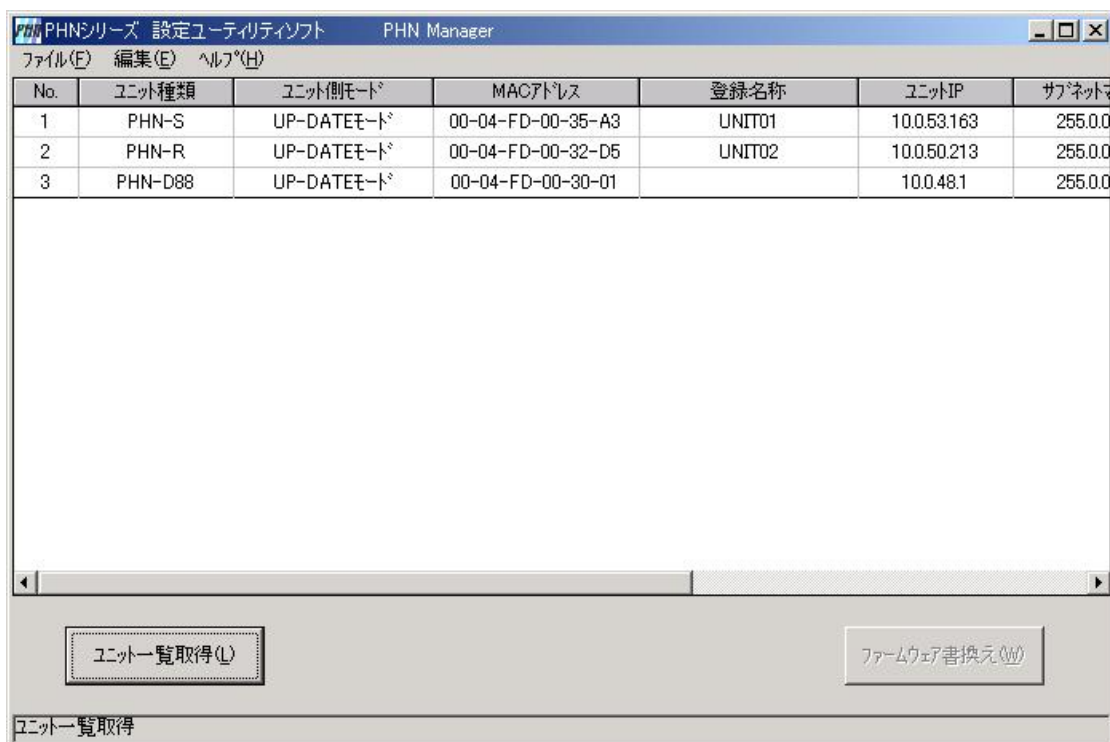 PHN PHNシリーズ 設定ユーティリティソフト PHN Manager
ファイル(F) 編集(E) ﾍﾙﾌﾟ(H)
No. ﾕﾆｯﾄ種類 ﾕﾆｯﾄ側ﾓｰﾄﾞ MACｱﾄﾞﾚｽ 登録名称 ﾕﾆｯﾄIP ｻﾌﾞﾈｯﾄﾏ
1 PHN-S UP-DATEﾓｰﾄﾞ 00-04-FD-00-35-A3 UNIT01 10.0.53.163 255.0.0
2 PHN-R UP-DATEﾓｰﾄﾞ 00-04-FD-00-32-D5 UNIT02 10.0.50.213 255.0.0
3 PHN-D88 UP-DATEﾓｰﾄﾞ 00-04-FD-00-30-01 10.0.48.1 255.0.0
ﾕﾆｯﾄ一覧取得(L) ﾌｧｰﾑｳｪｱ書換え(W)
ﾕﾆｯﾄ一覧取得